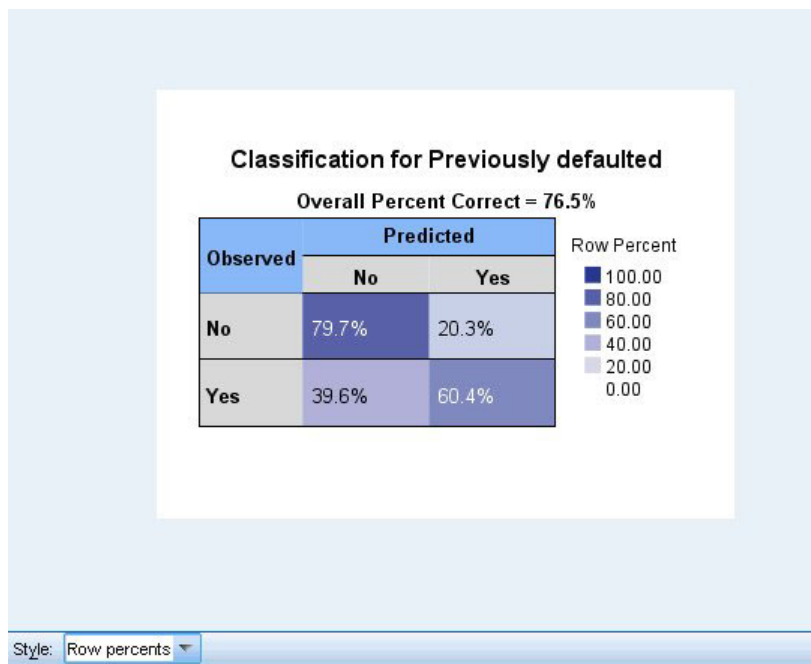 Classification for Previously defaulted
Overall Percent Correct = 76.5%
Observed Predicted
No Yes
No 79.7% 20.3%
Yes 39.6% 60.4%
Row Percent
100.00
80.00
60.00
40.00
20.00
0.00
Style: Row percents